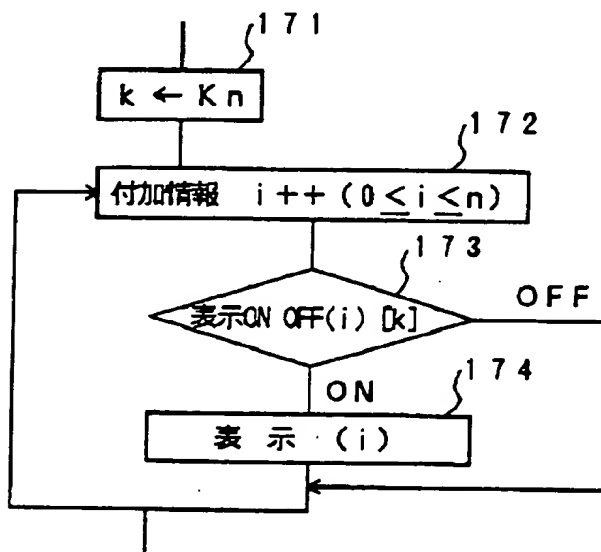 171
k ← Kn
172
付加情報 i++(0≦i≦n)
173
表示ON OFF(i) [k]
OFF
ON
174
表示 (i)